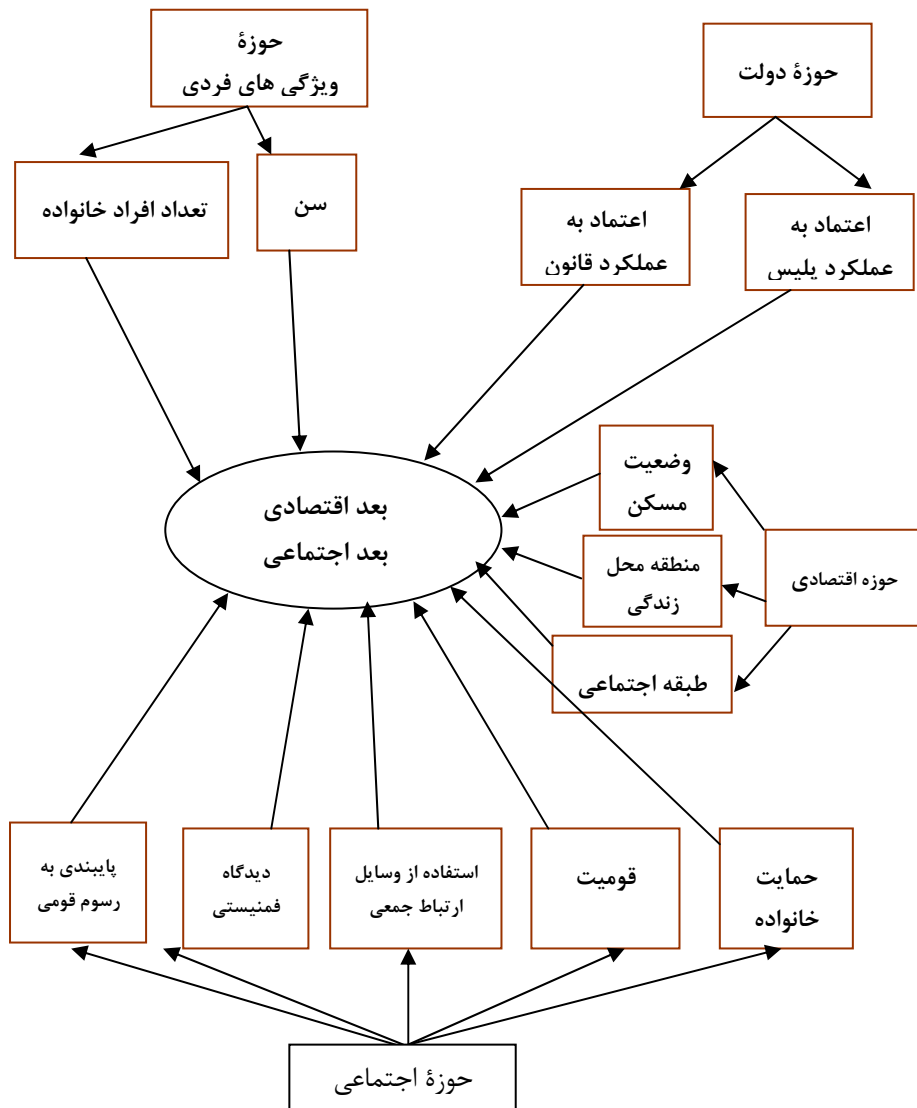 حوزهٔ
ویژگی های فردی
حوزهٔ دولت
تعداد افراد خانواده
سن
اعتماد به
عملکرد قانون
اعتماد به
عملکرد پلیس
بعد اقتصادی
بعد اجتماعی
وضعیت
مسکن
منطقه محل
زندگی
طبقه اجتماعی
حوزه اقتصادی
پایبندی به
رسوم قومی
دیدگاه
فمنیستی
استفاده از وسایل
ارتباط جمعی
قومیت
حمایت
خانواده
حوزهٔ اجتماعی